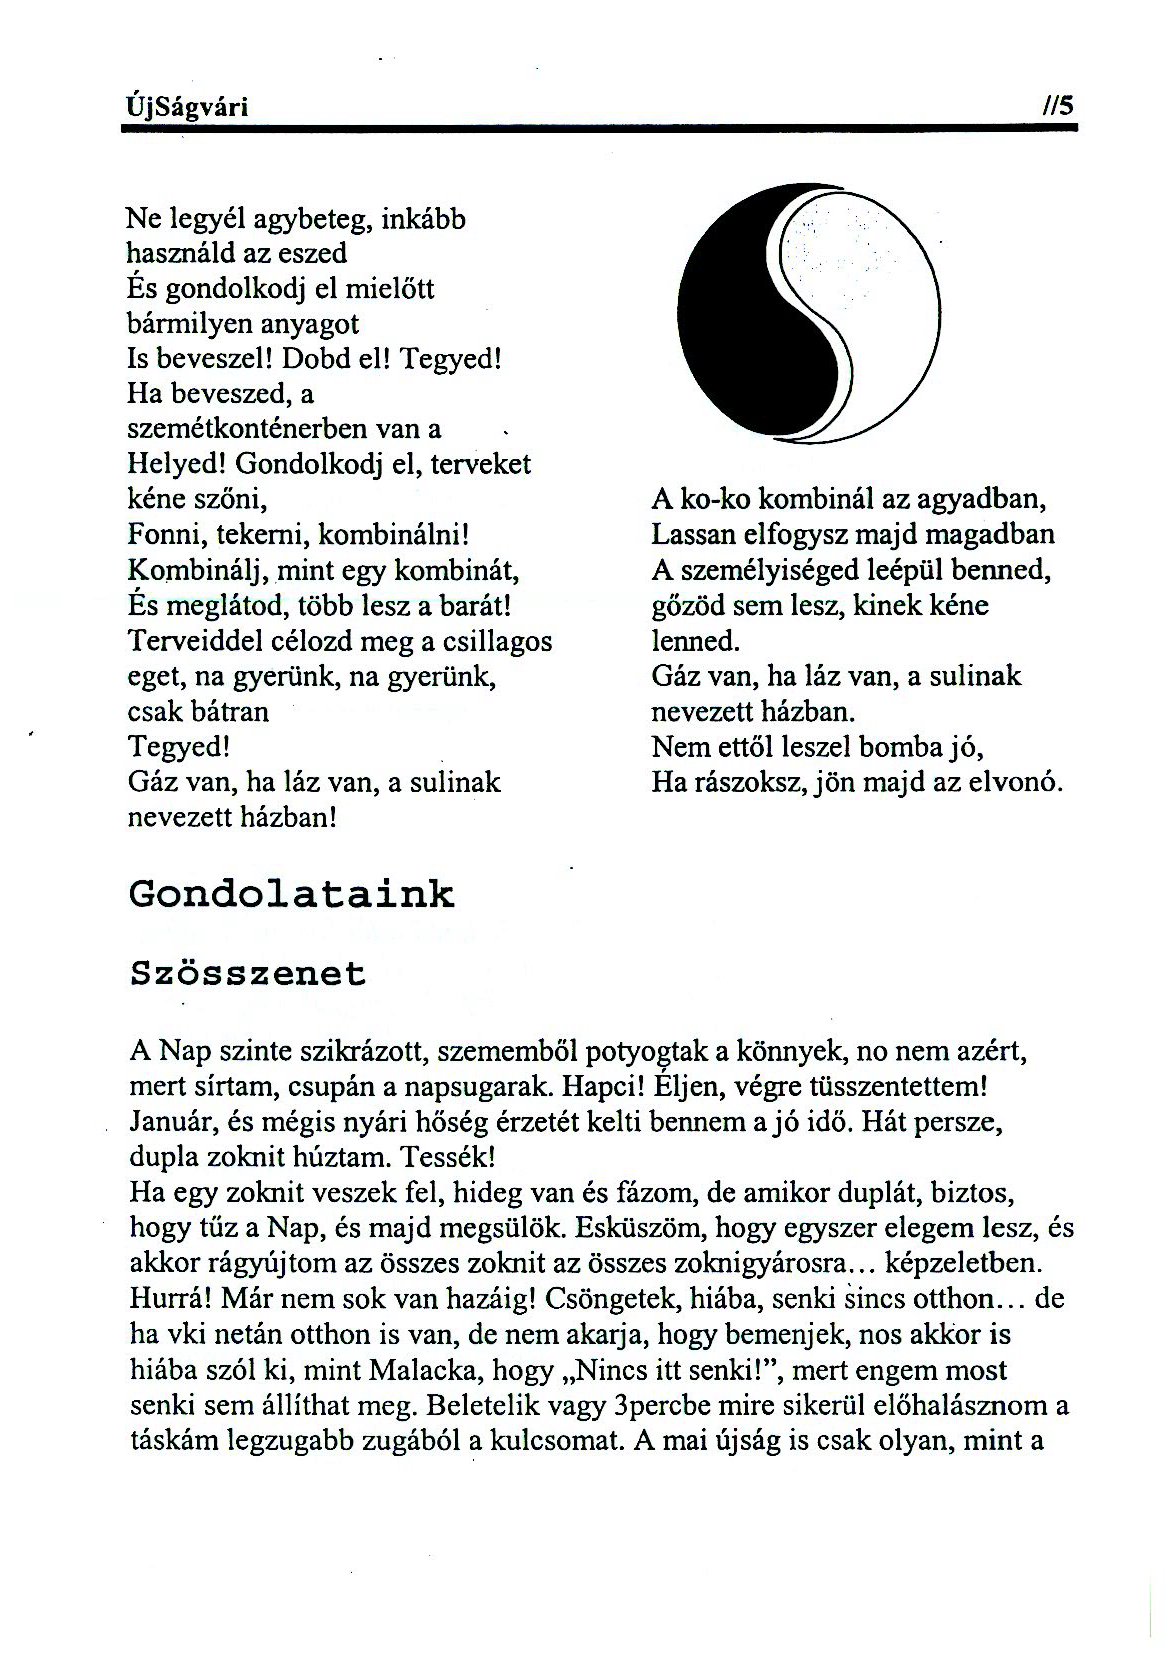 ÚjSágvári //5
Ne legyél agybeteg, inkább
használd az eszed
És gondolkodj el mielőtt
bármilyen anyagot
Is beveszel! Dobd el! Tegyed!
Ha beveszed, a
szemétkonténerben van a
Helyed! Gondolkodj el, terveket
kéne szőni,
Fonni, tekerni, kombinálni!
Kombinálj, mint egy kombinát,
És meglátod, több lesz a barát!
Terveiddel célozd meg a csillagos
eget, na gyerünk, na gyerünk,
csak bátran
Tegyed!
Gáz van, ha láz van, a sulinak
nevezett házban!
A ko-ko kombinál az agyadban,
Lassan elfogysz majd magadban
A személyiséged leépül benned,
gőzöd sem lesz, kinek kéne
lenned.
Gáz van, ha láz van, a sulinak
nevezett házban.
Nem ettől leszel bomba jó,
Ha rászoksz, jön majd az elvonó.
Gondolataink
Szösszenet
A Nap szinte szikrázott, szememből potyogtak a könnyek, no nem azért,
mert sírtam, csupán a napsugarak. Hapci! Éljen, végre tüsszentettem!
Január, és mégis nyári hőség érzetét kelti bennem a jó idő. Hát persze,
dupla zoknit húztam. Tessék!
Ha egy zoknit veszek fel, hideg van és fázom, de amikor duplát, biztos,
hogy tűz a Nap, és majd megsülök. Esküszöm, hogy egyszer elegem lesz, és
akkor rágyújtom az összes zoknit az összes zoknigyárosra... képzeletben.
Hurrá! Már nem sok van hazáig! Csöngetek, hiába, senki sincs otthon... de
ha vki netán otthon is van, de nem akarja, hogy bemenjek, nos akkor is
hiába szól ki, mint Malacka, hogy „Nincs itt senki!”, mert engem most
senki sem állíthat meg. Beletelik vagy 3percbe mire sikerül előhalásznom a
táskám legzugabb zugából a kulcsomat. A mai újság is csak olyan, mint a